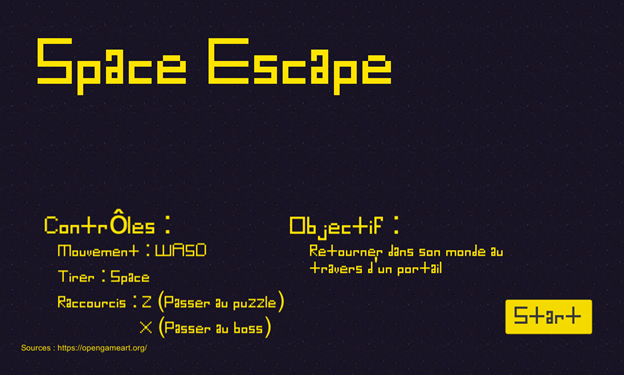 Space Escape
ContrÔles :
Mouvement : WASD
Tirer : Space
Raccourcis : Z (Passer au puzzle)
X (Passer au boss)
Objectif :
Retourner dans son monde au
travers d'un portail
Start
Sources : https://opengameart.org/